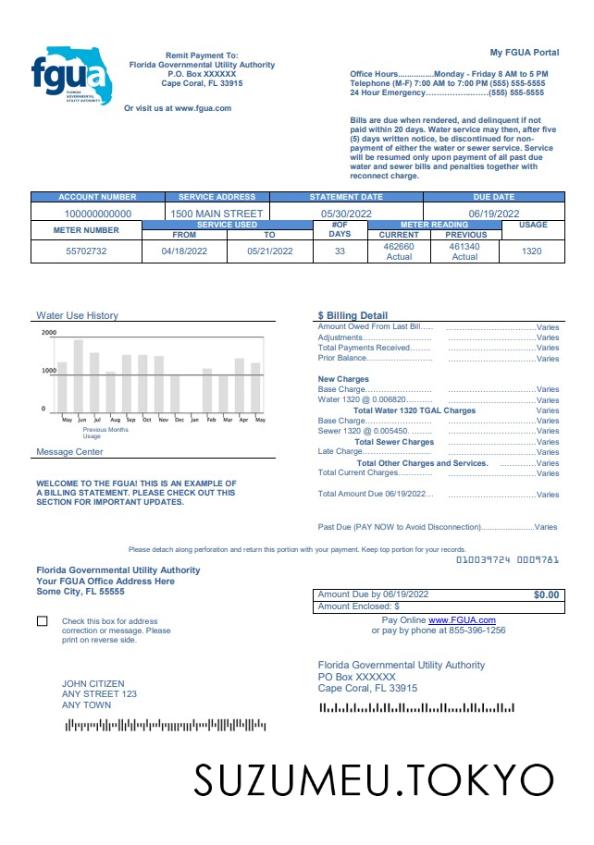 My FGUA Portal
fgua
FLORIDA
GOVERNMENTAL
UTILITY AUTHORITY
Remit Payment To:
Florida Governmental Utility Authority
P.O. Box XXXXXX
Cape Coral, FL 33915
Or visit us at www.fgua.com
Office Hours...............Monday - Friday 8 AM to 5 PM
Telephone (M-F) 7:00 AM to 7:00 PM (555) 555-5555
24 Hour Emergency.....................(555) 555-5555
Bills are due when rendered, and delinquent if not
paid within 20 days. Water service may then, after five
(5) days written notice, be discontinued for non-
payment of either the water or sewer service. Service
will be resumed only upon payment of all past due
water and sewer bills and penalties together with
reconnect charge.
ACCOUNT NUMBER SERVICE ADDRESS STATEMENT DATE DUE DATE
100000000000 1500 MAIN STREET 05/30/2022 06/19/2022
METER NUMBER SERVICE USED #OF DAYS METER READING USAGE
FROM TO CURRENT PREVIOUS
55702732 04/18/2022 05/21/2022 33 462660 Actual 461340 Actual 1320
Water Use History
2000
1000
0
May Jun Jul Aug Sep Oct Nov Dec Jan Feb Mar Apr May
Previous Months
Usage
Message Center
WELCOME TO THE FGUA! THIS IS AN EXAMPLE OF
A BILLING STATEMENT. PLEASE CHECK OUT THIS
SECTION FOR IMPORTANT UPDATES.
$ Billing Detail
Amount Owed From Last Bill..... ...................................Varies
Adjustments.......................... ...................................Varies
Total Payments Received........ ...................................Varies
Prior Balance......................... ...................................Varies
New Charges
Base Charge.......................... ...................................Varies
Water 1320 @ 0.006820........ ...................................Varies
Total Water 1320 TGAL Charges ...................Varies
Base Charge.......................... ...................................Varies
Sewer 1320 @ 0.005450. ........ ...................................Varies
Total Sewer Charges ...................................Varies
Late Charge........................... ...................................Varies
Total Other Charges and Services. ..............Varies
Total Current Charges............. ...................................Varies
Total Amount Due 06/19/2022... ...................................Varies
Past Due (PAY NOW to Avoid Disconnection).......................Varies
Please detach along perforation and return this portion with your payment. Keep top portion for your records.
010039724 0009781
Florida Governmental Utility Authority
Your FGUA Office Address Here
Some City, FL 55555
Amount Due by 06/19/2022 $0.00
Amount Enclosed: $
Pay Online www.FGUA.com
or pay by phone at 855-396-1256
Check this box for address
correction or message. Please
print on reverse side.
Florida Governmental Utility Authority
PO Box XXXXXX
Cape Coral, FL 33915
JOHN CITIZEN
ANY STREET 123
ANY TOWN
SUZUMEU.TOKYO